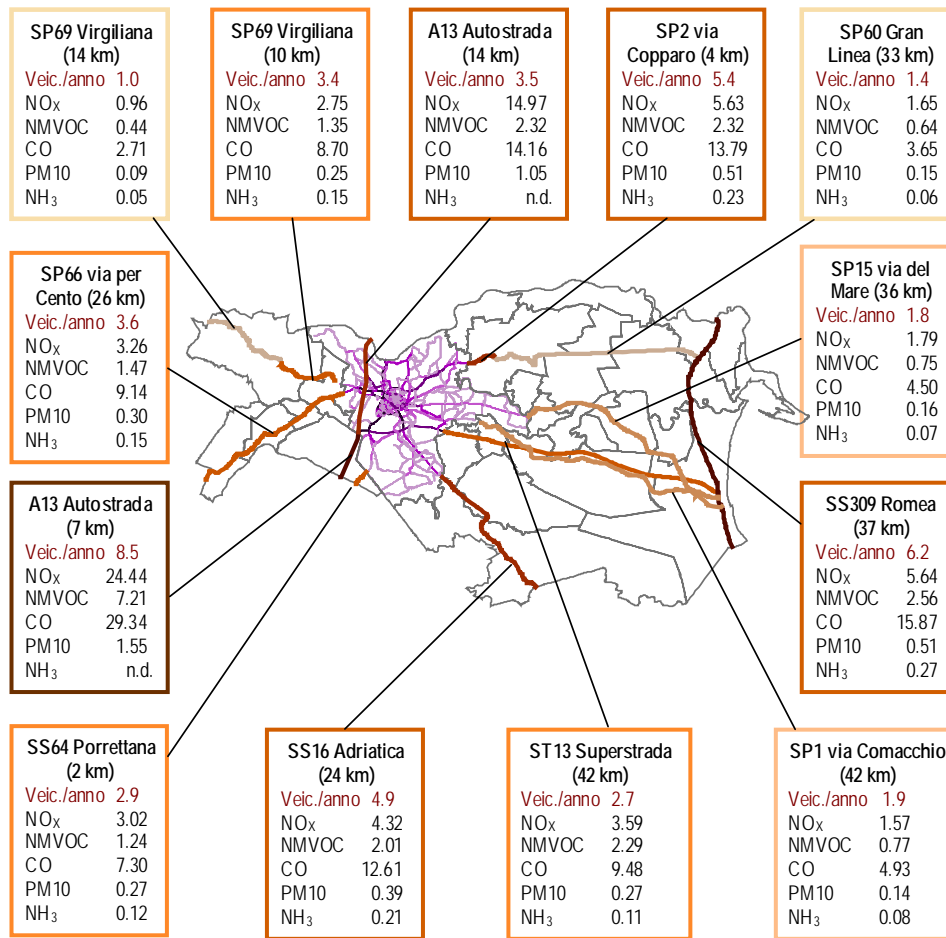 SP69 Virgiliana
(14 km)
Veic./anno 1.0
NOx 0.96
NMVOC 0.44
CO 2.71
PM10 0.09
NH3 0.05
SP69 Virgiliana
(10 km)
Veic./anno 3.4
NOx 2.75
NMVOC 1.35
CO 8.70
PM10 0.25
NH3 0.15
A13 Autostrada
(14 km)
Veic./anno 3.5
NOx 14.97
NMVOC 2.32
CO 14.16
PM10 1.05
NH3 n.d.
SP2 via
Copparo (4 km)
Veic./anno 5.4
NOx 5.63
NMVOC 2.32
CO 13.79
PM10 0.51
NH3 0.23
SP60 Gran
Linea (33 km)
Veic./anno 1.4
NOx 1.65
NMVOC 0.64
CO 3.65
PM10 0.15
NH3 0.06
SP66 via per
Cento (26 km)
Veic./anno 3.6
NOx 3.26
NMVOC 1.47
CO 9.14
PM10 0.30
NH3 0.15
SP15 via del
Mare (36 km)
Veic./anno 1.8
NOx 1.79
NMVOC 0.75
CO 4.50
PM10 0.16
NH3 0.07
A13 Autostrada
(7 km)
Veic./anno 8.5
NOx 24.44
NMVOC 7.21
CO 29.34
PM10 1.55
NH3 n.d.
SS309 Romea
(37 km)
Veic./anno 6.2
NOx 5.64
NMVOC 2.56
CO 15.87
PM10 0.51
NH3 0.27
SS64 Porrettana
(2 km)
Veic./anno 2.9
NOx 3.02
NMVOC 1.24
CO 7.30
PM10 0.27
NH3 0.12
SS16 Adriatica
(24 km)
Veic./anno 4.9
NOx 4.32
NMVOC 2.01
CO 12.61
PM10 0.39
NH3 0.21
ST13 Superstrada
(42 km)
Veic./anno 2.7
NOx 3.59
NMVOC 2.29
CO 9.48
PM10 0.27
NH3 0.11
SP1 via Comacchio
(42 km)
Veic./anno 1.9
NOx 1.57
NMVOC 0.77
CO 4.93
PM10 0.14
NH3 0.08